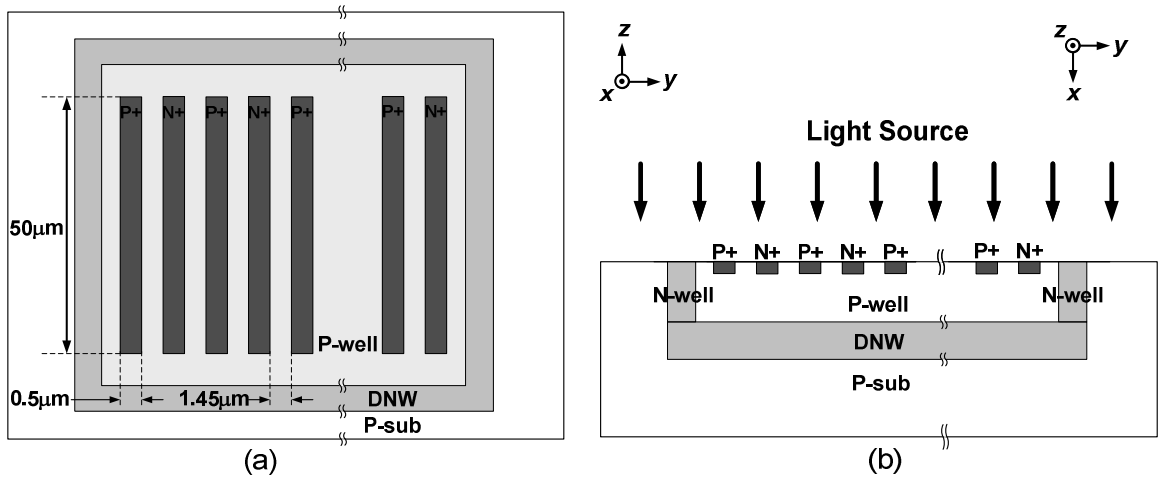 z
y
x
P+ N+ P+ N+ P+ P+ N+
50μm
P-well
0.5μm
1.45μm
DNW
P-sub
(a)
z
y
x
Light Source
P+ N+ P+ N+ P+ P+ N+
N-well
P-well
N-well
DNW
P-sub
(b)